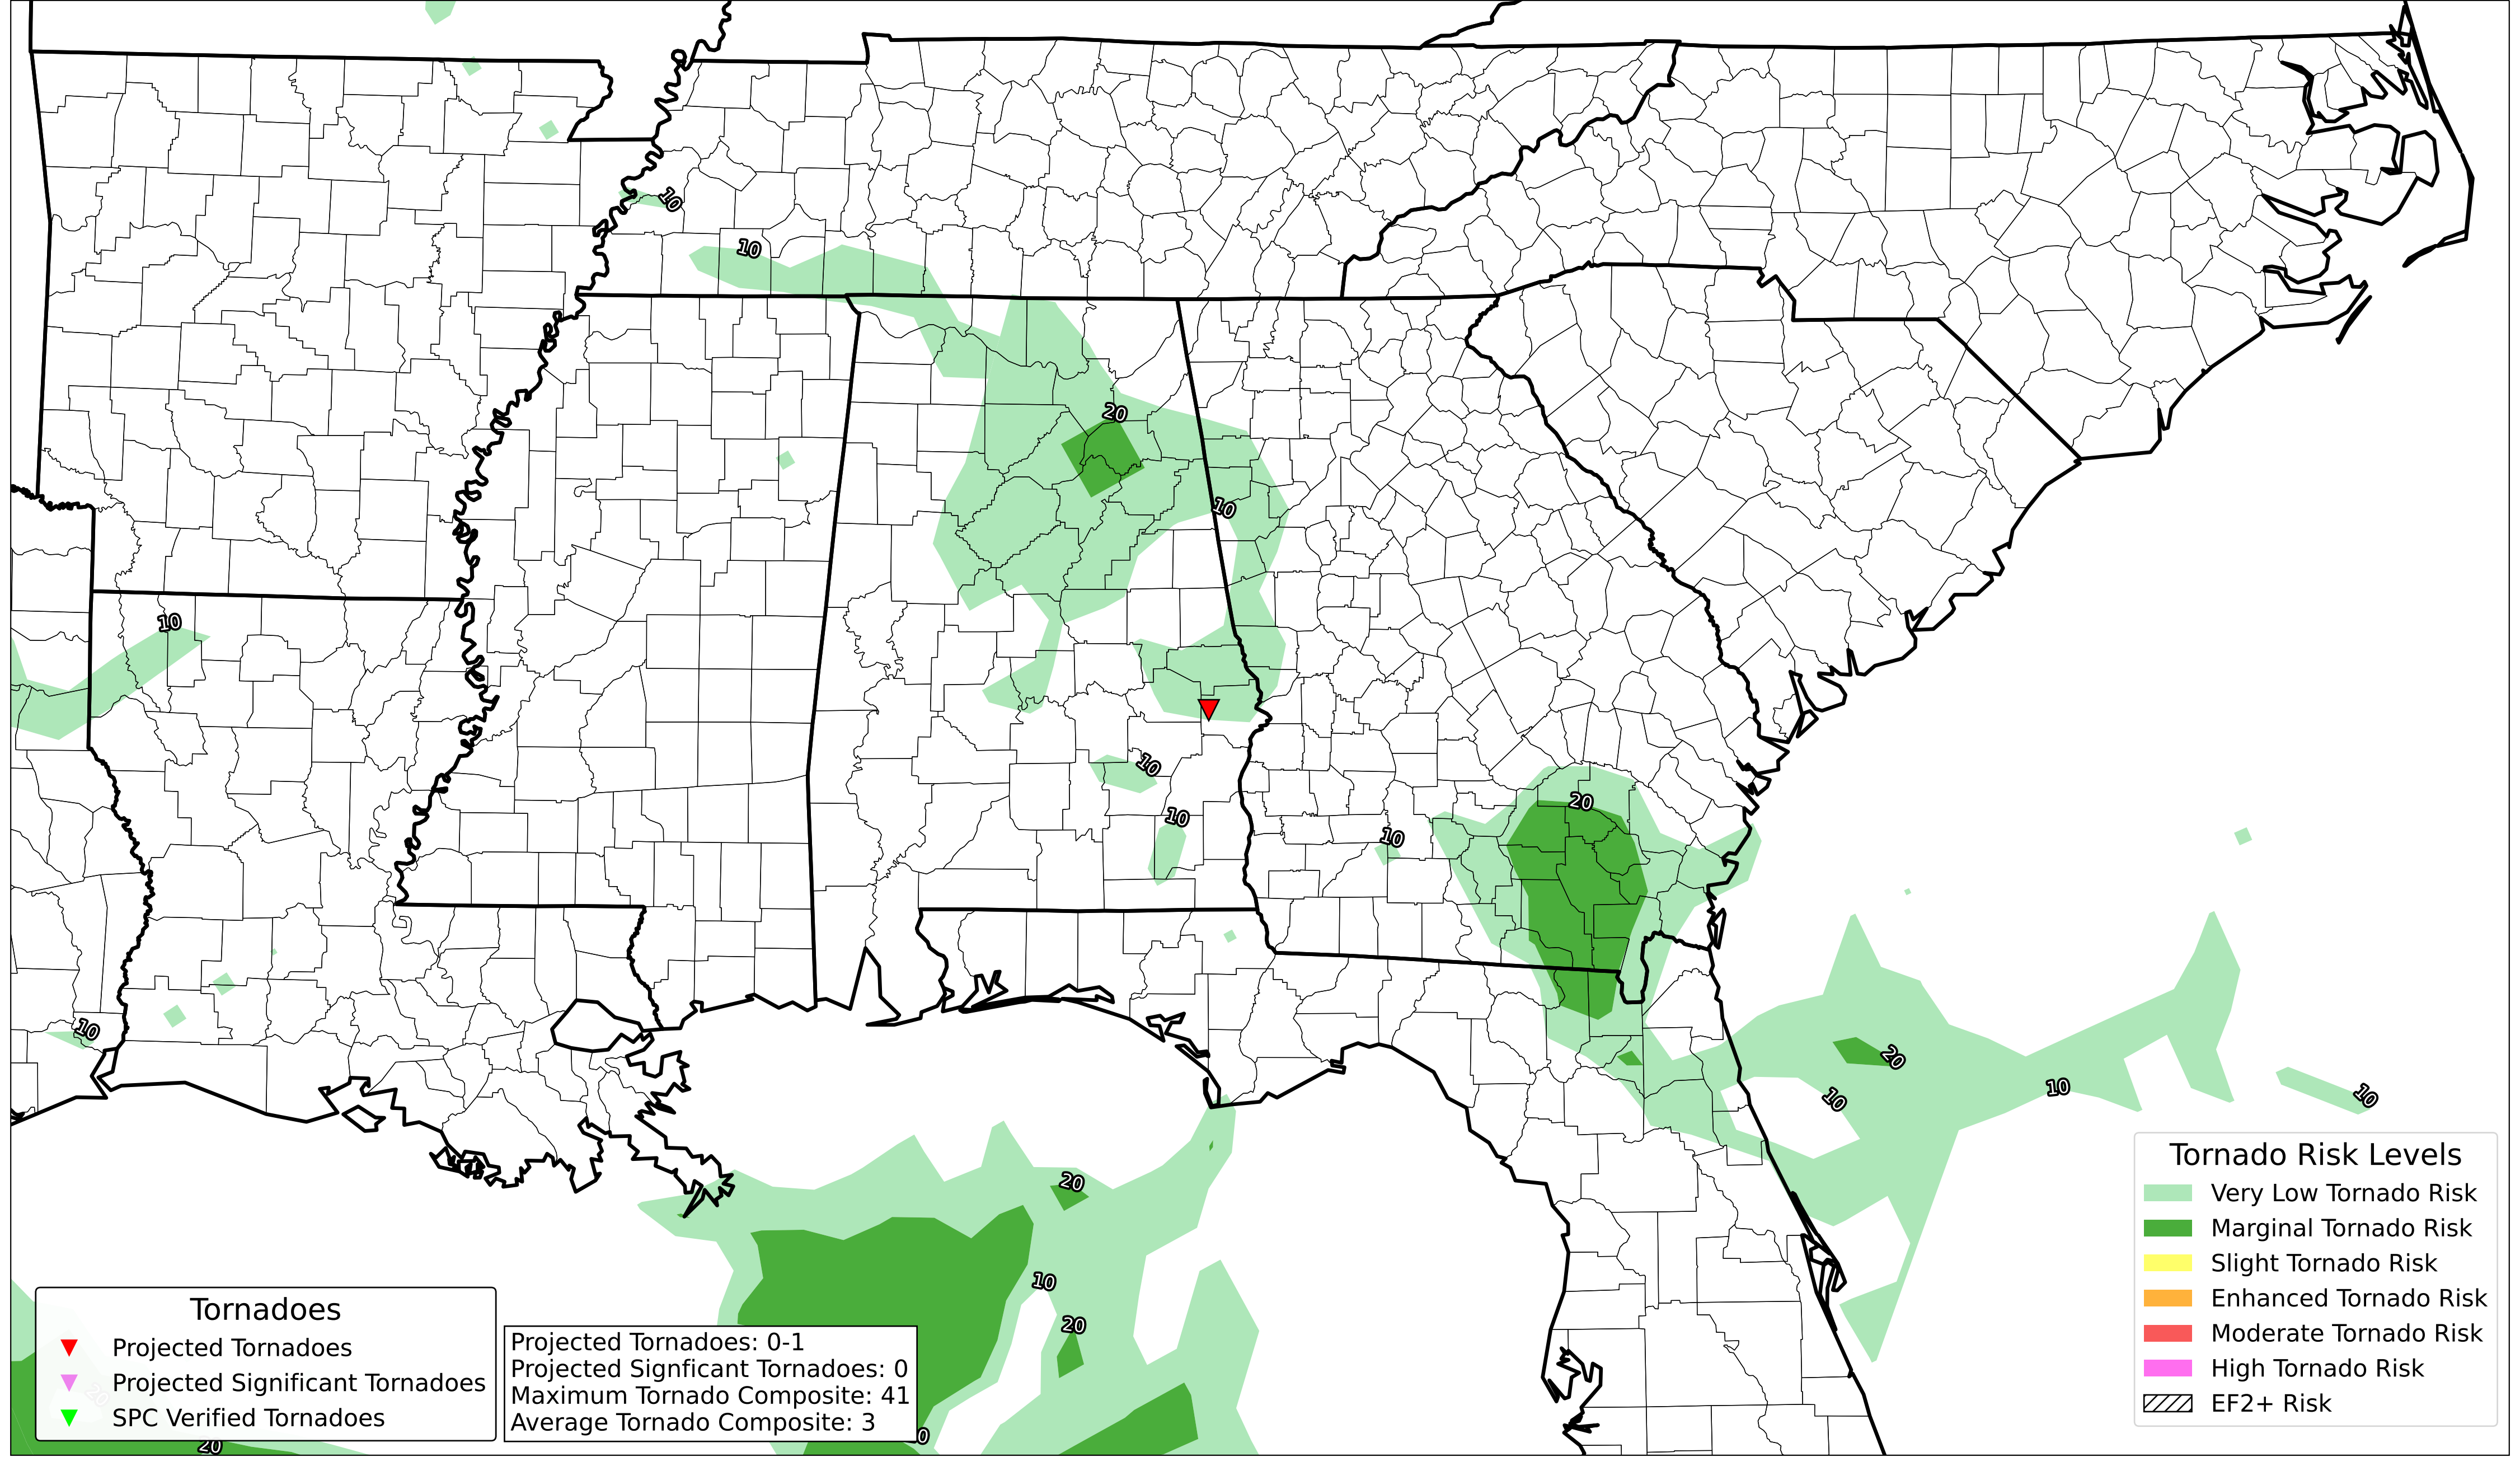 10
10
20
10
10
10
10
20
10
10
20
10
10
10
20
10
20
20
20
Tornado Risk Levels
Very Low Tornado Risk
Marginal Tornado Risk
Slight Tornado Risk
Enhanced Tornado Risk
Moderate Tornado Risk
High Tornado Risk
EF2+ Risk
Tornadoes
Projected Tornadoes
Projected Significant Tornadoes
SPC Verified Tornadoes
Projected Tornadoes: 0-1
Projected Signficant Tornadoes: 0
Maximum Tornado Composite: 41
Average Tornado Composite: 3